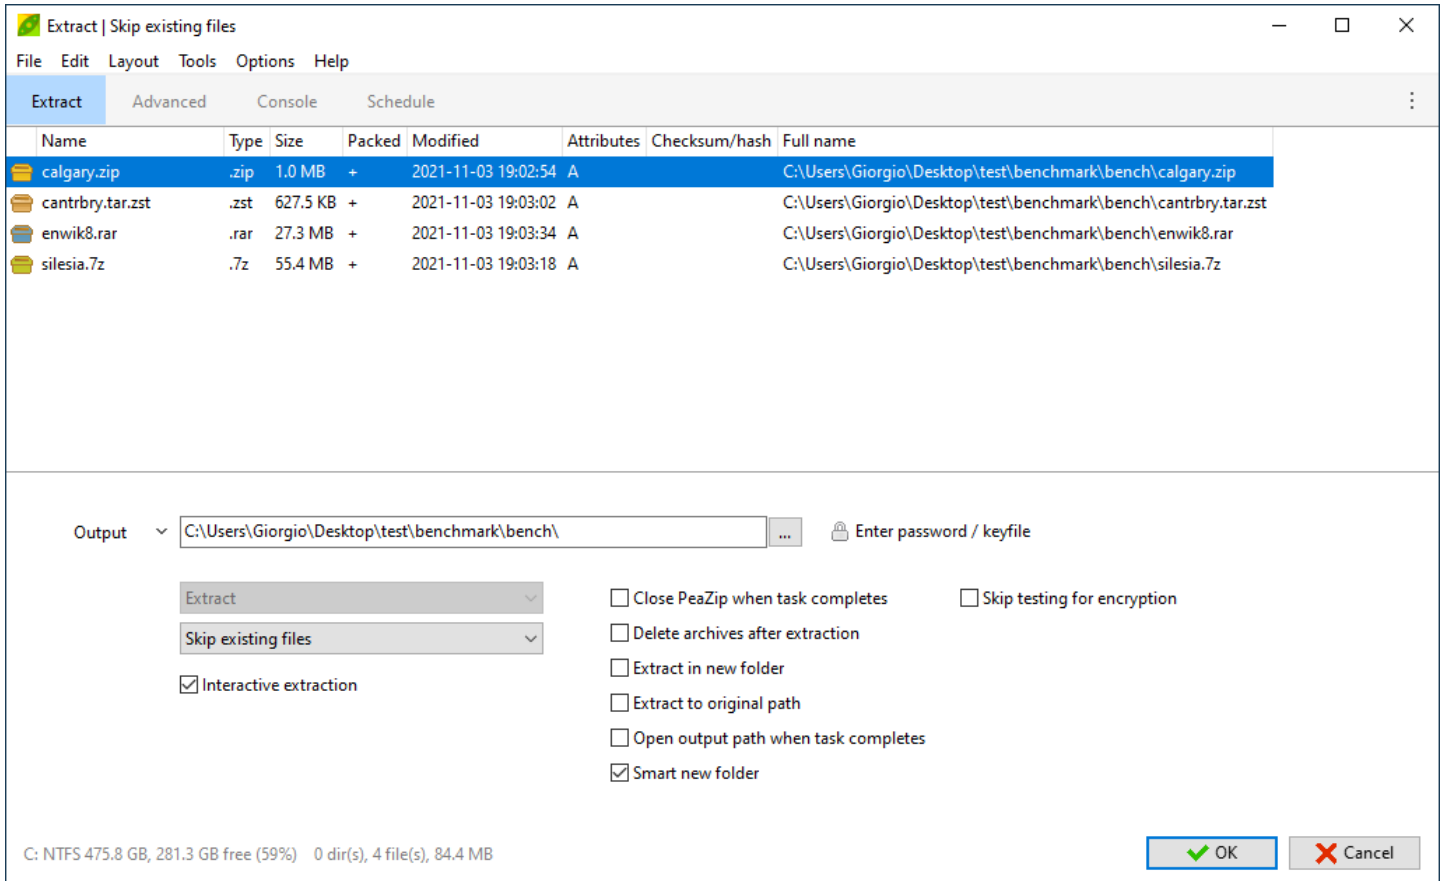 Extract | Skip existing files
File Edit Layout Tools Options Help
Extract Advanced Console Schedule
Name Type Size Packed Modified Attributes Checksum/hash Full name
calgary.zip .zip 1.0 MB + 2021-11-03 19:02:54 A C:\Users\Giorgio\Desktop\test\benchmark\bench\calgary.zip
cantrbry.tar.zst .zst 627.5 KB + 2021-11-03 19:03:02 A C:\Users\Giorgio\Desktop\test\benchmark\bench\cantrbry.tar.zst
enwik8.rar .rar 27.3 MB + 2021-11-03 19:03:34 A C:\Users\Giorgio\Desktop\test\benchmark\bench\enwik8.rar
silesia.7z .7z 55.4 MB + 2021-11-03 19:03:18 A C:\Users\Giorgio\Desktop\test\benchmark\bench\silesia.7z
Output C:\Users\Giorgio\Desktop\test\benchmark\bench\ ... Enter password / keyfile
Extract Close PeaZip when task completes Skip testing for encryption
Skip existing files Delete archives after extraction
Extract in new folder
Interactive extraction Extract to original path
Open output path when task completes
Smart new folder
C: NTFS 475.8 GB, 281.3 GB free (59%) 0 dir(s), 4 file(s), 84.4 MB OK Cancel